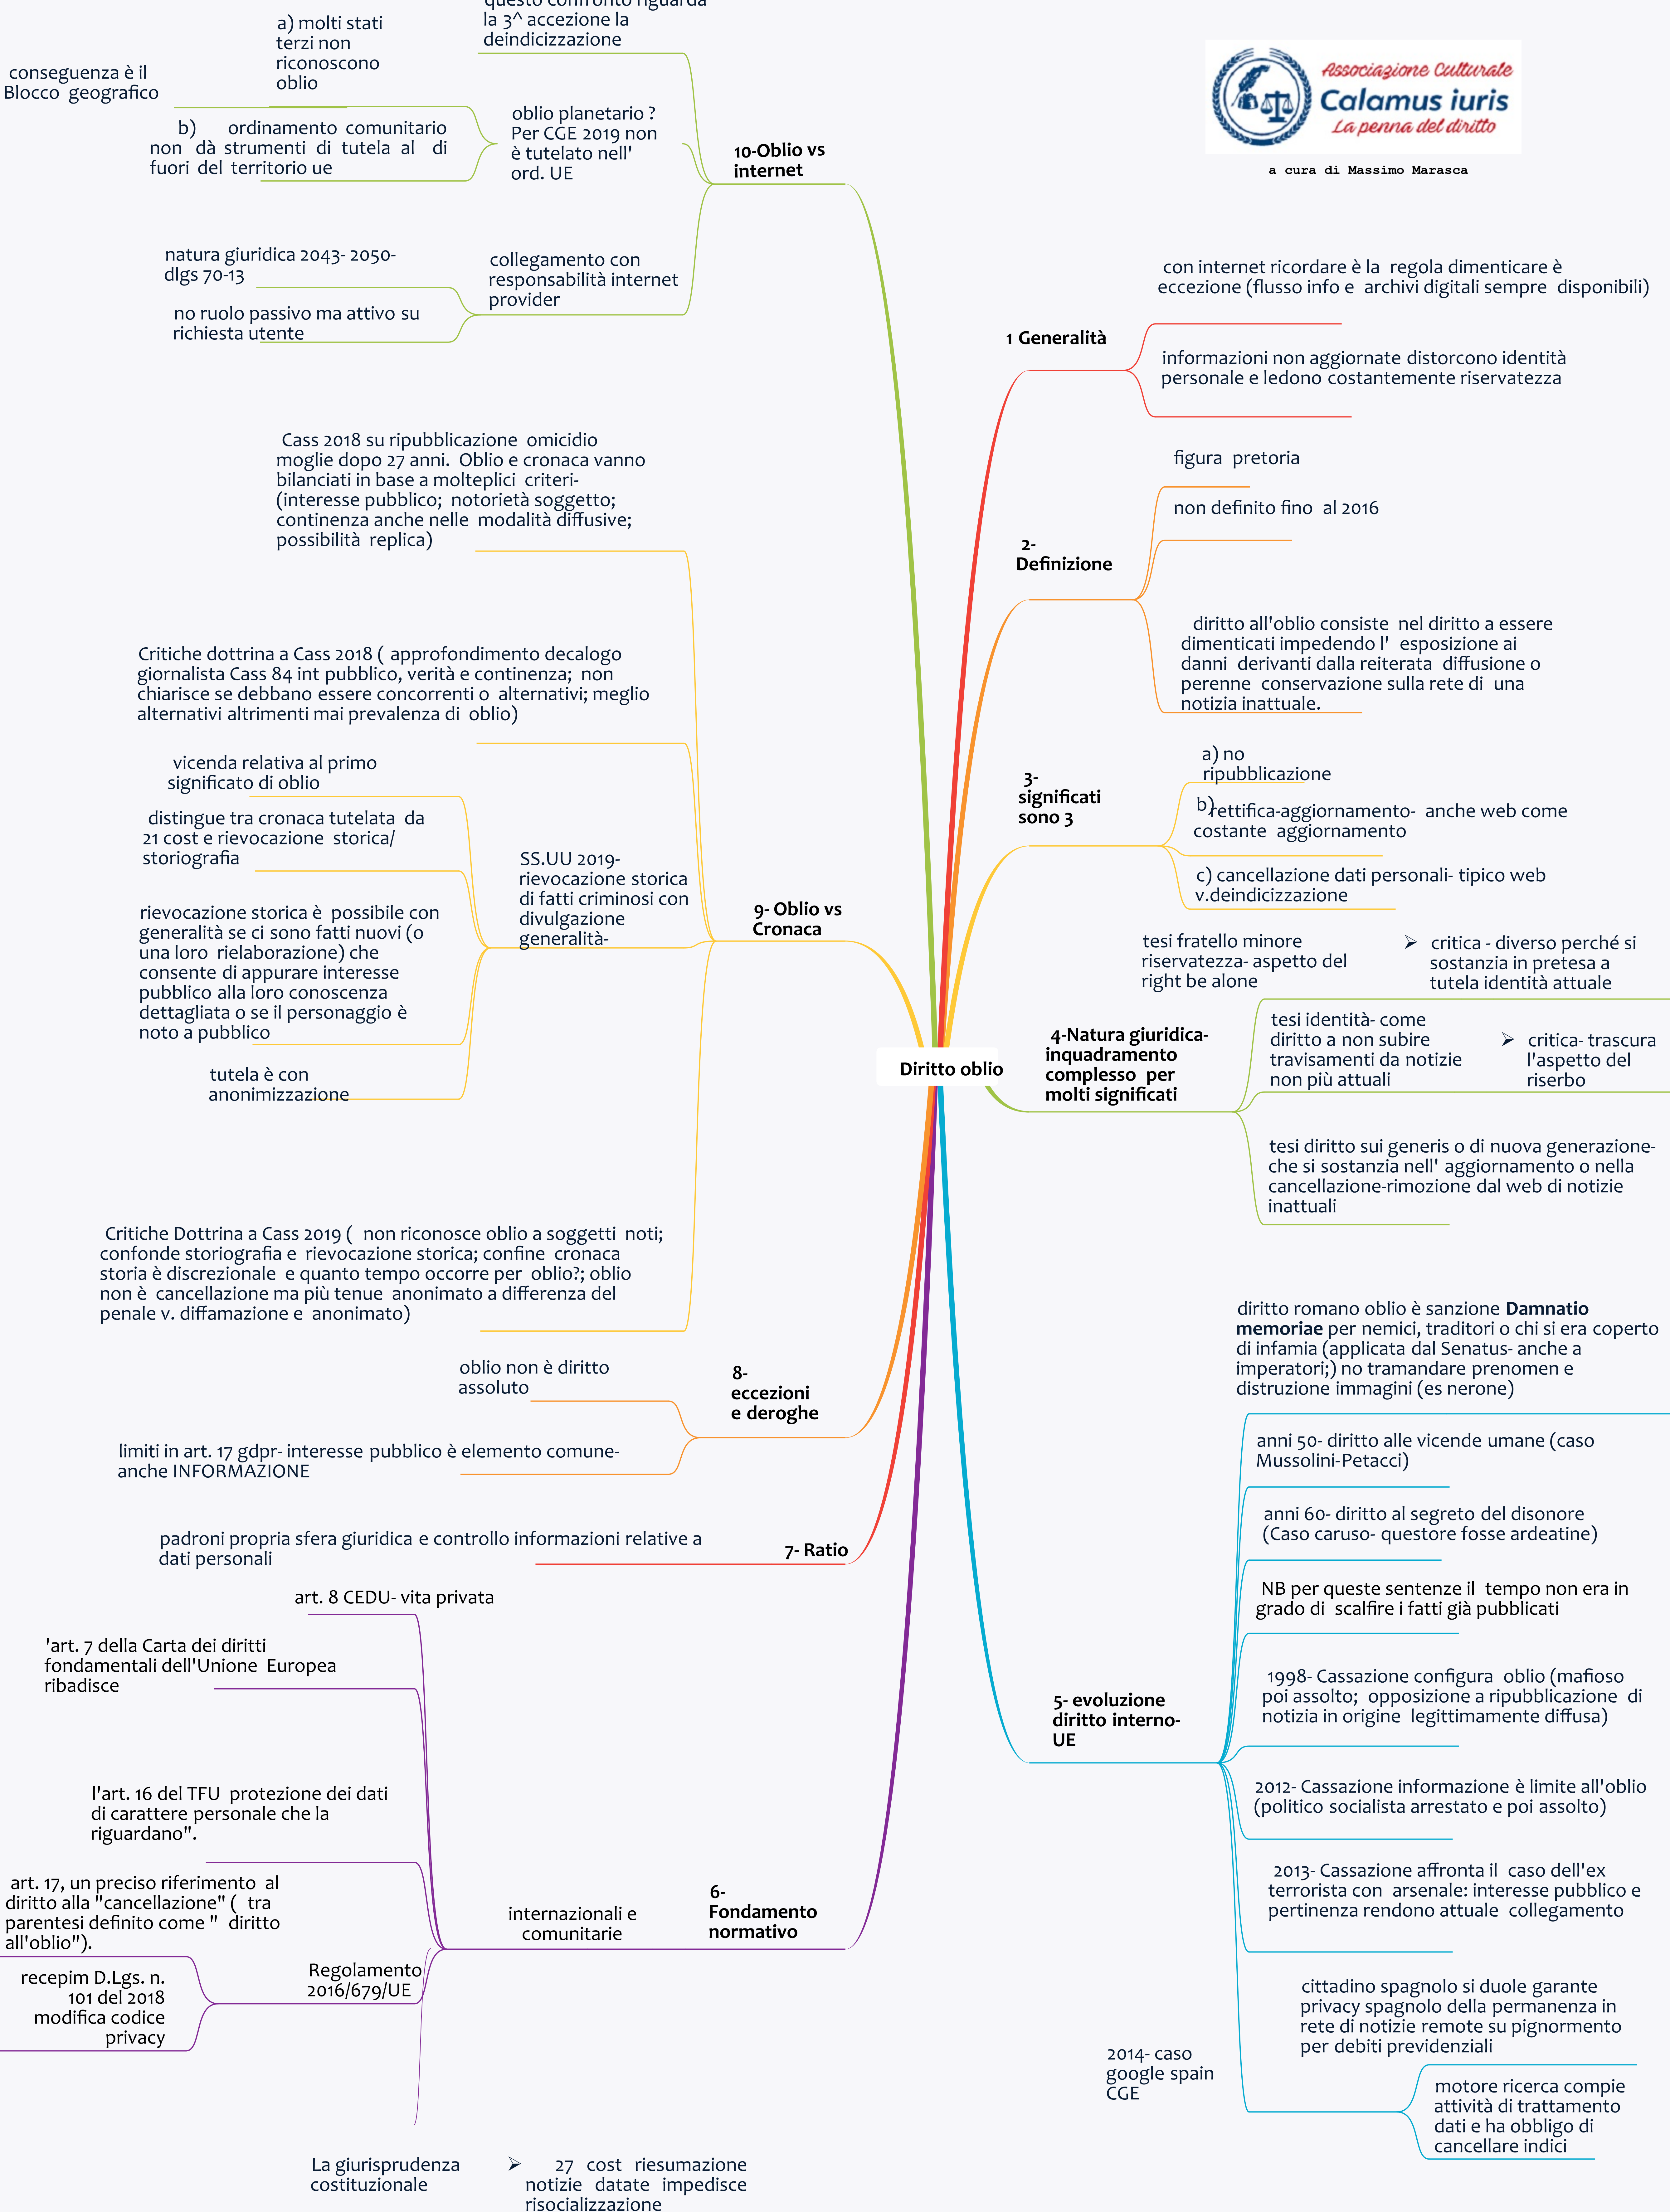 Associazione Culturale
Calamus iuris
La penna del diritto
a cura di Massimo Marasca
Diritto oblio
1 Generalità
con internet ricordare è la regola dimenticare è
eccezione (flusso info e archivi digitali sempre disponibili)
informazioni non aggiornate distorcono identità
personale e ledono costantemente riservatezza
2-
Definizione
figura pretoria
non definito fino al 2016
diritto all'oblio consiste nel diritto a essere
dimenticati impedendo l' esposizione ai
danni derivanti dalla reiterata diffusione o
perenne conservazione sulla rete di una
notizia inattuale.
3-
significati
sono 3
a) no
ripubblicazione
b)
rettifica-aggiornamento- anche web come
costante aggiornamento
c) cancellazione dati personali- tipico web
v.deindicizzazione
4-Natura giuridica-
inquadramento
complesso per
molti significati
tesi fratello minore
riservatezza- aspetto del
right be alone
➢ critica - diverso perché si
sostanzia in pretesa a
tutela identità attuale
tesi identità- come
diritto a non subire
travisamenti da notizie
non più attuali
➢ critica- trascura
l'aspetto del
riserbo
tesi diritto sui generis o di nuova generazione-
che si sostanzia nell' aggiornamento o nella
cancellazione-rimozione dal web di notizie
inattuali
5- evoluzione
diritto interno-
UE
diritto romano oblio è sanzione Damnatio
memoriae per nemici, traditori o chi si era coperto
di infamia (applicata dal Senatus- anche a
imperatori;) no tramandare prenomen e
distruzione immagini (es nerone)
anni 50- diritto alle vicende umane (caso
Mussolini-Petacci)
anni 60- diritto al segreto del disonore
(Caso caruso- questore fosse ardeatine)
NB per queste sentenze il tempo non era in
grado di scalfire i fatti già pubblicati
1998- Cassazione configura oblio (mafioso
poi assolto; opposizione a ripubblicazione di
notizia in origine legittimamente diffusa)
2012- Cassazione informazione è limite all'oblio
(politico socialista arrestato e poi assolto)
2013- Cassazione affronta il caso dell'ex
terrorista con arsenale: interesse pubblico e
pertinenza rendono attuale collegamento
2014- caso
google spain
CGE
cittadino spagnolo si duole garante
privacy spagnolo della permanenza in
rete di notizie remote su pignormento
per debiti previdenziali
motore ricerca compie
attività di trattamento
dati e ha obbligo di
cancellare indici
6-
Fondamento
normativo
internazionali e
comunitarie
art. 8 CEDU- vita privata
'art. 7 della Carta dei diritti
fondamentali dell'Unione Europea
ribadisce
l'art. 16 del TFU protezione dei dati
di carattere personale che la
riguardano".
Regolamento
2016/679/UE
art. 17, un preciso riferimento al
diritto alla "cancellazione" ( tra
parentesi definito come " diritto
all'oblio").
recepim D.Lgs. n.
101 del 2018
modifica codice
privacy
La giurisprudenza
costituzionale
➢ 27 cost riesumazione
notizie datate impedisce
risocializzazione
7- Ratio
padroni propria sfera giuridica e controllo informazioni relative a
dati personali
8-
eccezioni
e deroghe
oblio non è diritto
assoluto
limiti in art. 17 gdpr- interesse pubblico è elemento comune-
anche INFORMAZIONE
9- Oblio vs
Cronaca
Cass 2018 su ripubblicazione omicidio
moglie dopo 27 anni. Oblio e cronaca vanno
bilanciati in base a molteplici criteri-
(interesse pubblico; notorietà soggetto;
continenza anche nelle modalità diffusive;
possibilità replica)
Critiche dottrina a Cass 2018 ( approfondimento decalogo
giornalista Cass 84 int pubblico, verità e continenza; non
chiarisce se debbano essere concorrenti o alternativi; meglio
alternativi altrimenti mai prevalenza di oblio)
SS.UU 2019-
rievocazione storica
di fatti criminosi con
divulgazione
generalità-
vicenda relativa al primo
significato di oblio
distingue tra cronaca tutelata da
21 cost e rievocazione storica/
storiografia
rievocazione storica è possibile con
generalità se ci sono fatti nuovi (o
una loro rielaborazione) che
consente di appurare interesse
pubblico alla loro conoscenza
dettagliata o se il personaggio è
noto a pubblico
tutela è con
anonimizzazione
Critiche Dottrina a Cass 2019 ( non riconosce oblio a soggetti noti;
confonde storiografia e rievocazione storica; confine cronaca
storia è discrezionale e quanto tempo occorre per oblio?; oblio
non è cancellazione ma più tenue anonimato a differenza del
penale v. diffamazione e anonimato)
10-Oblio vs
internet
questo confronto riguarda
la 3^ accezione la
deindicizzazione
oblio planetario ?
Per CGE 2019 non
è tutelato nell'
ord. UE
a) molti stati
terzi non
riconoscono
oblio
conseguenza è il
Blocco geografico
b) ordinamento comunitario
non dà strumenti di tutela al di
fuori del territorio ue
collegamento con
responsabilità internet
provider
natura giuridica 2043- 2050-
dlgs 70-13
no ruolo passivo ma attivo su
richiesta utente